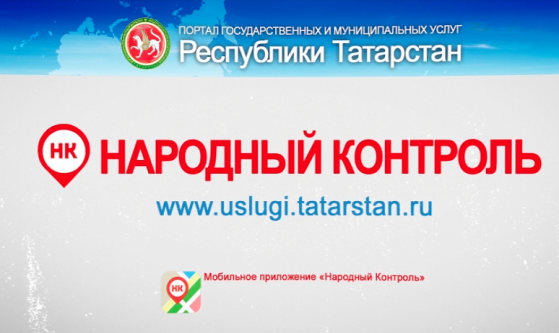 ПОРТАЛ ГОСУДАРСТВЕННЫХ И МУНИЦИПАЛЬНЫХ УСЛУГ
Республики Татарстан
НК НАРОДНЫЙ КОНТРОЛЬ
www.uslugi.tatarstan.ru
Мобильное приложение «Народный Контроль»
НК